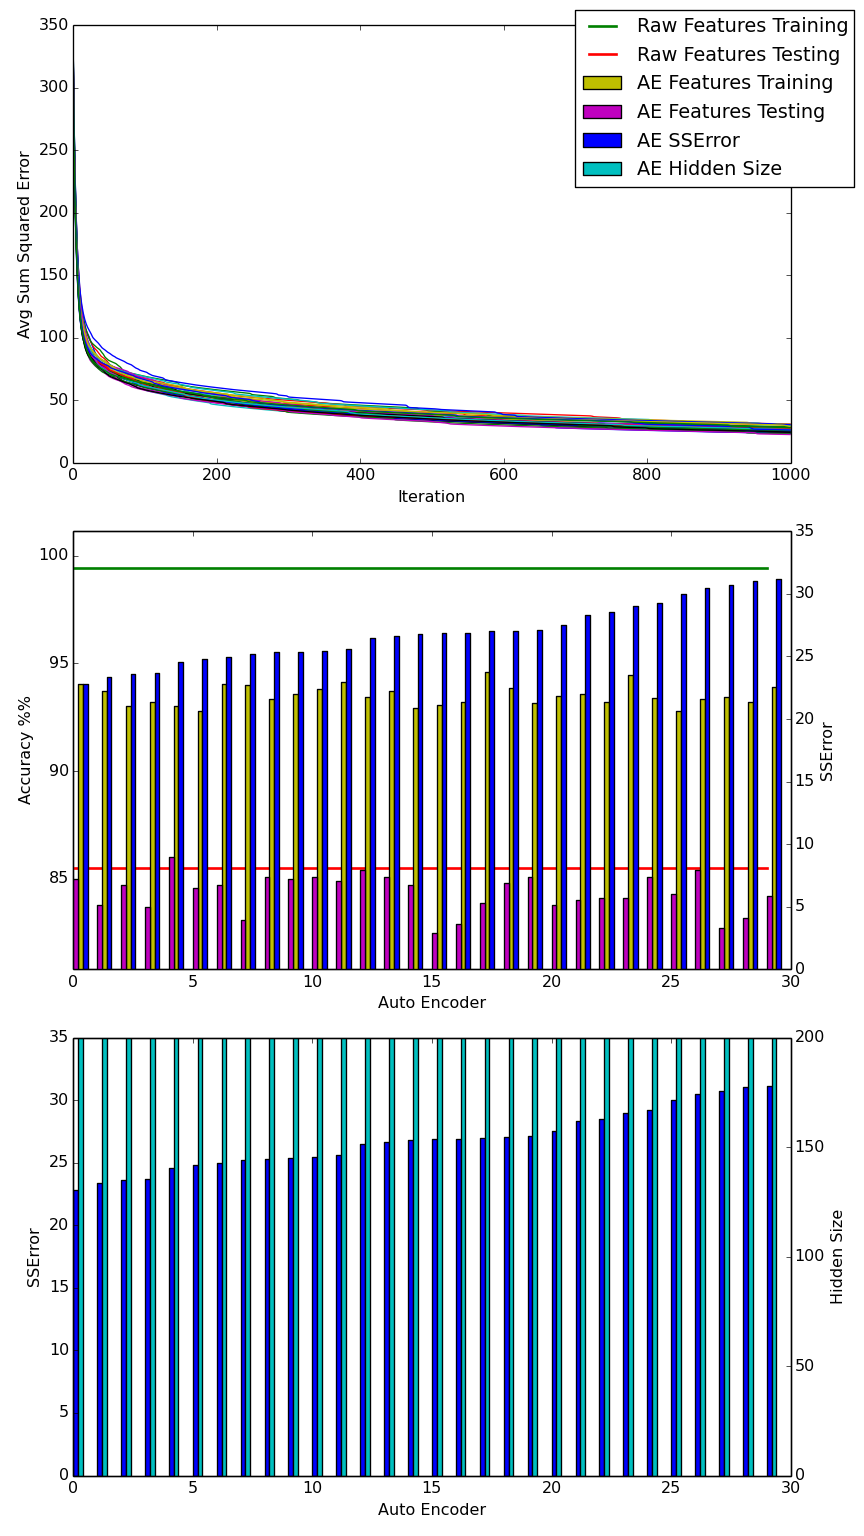 350
300
250
200
150
100
50
0
Avg Sum Squared Error
0 200 400 600 800 1000
Iteration
Raw Features Training
Raw Features Testing
AE Features Training
AE Features Testing
AE SSError
AE Hidden Size
100
95
90
85
Accuracy %%
35
30
25
20
15
10
5
0
SSError
0 5 10 15 20 25 30
Auto Encoder
35
30
25
20
15
10
5
0
SSError
200
150
100
50
0
Hidden Size
0 5 10 15 20 25 30
Auto Encoder